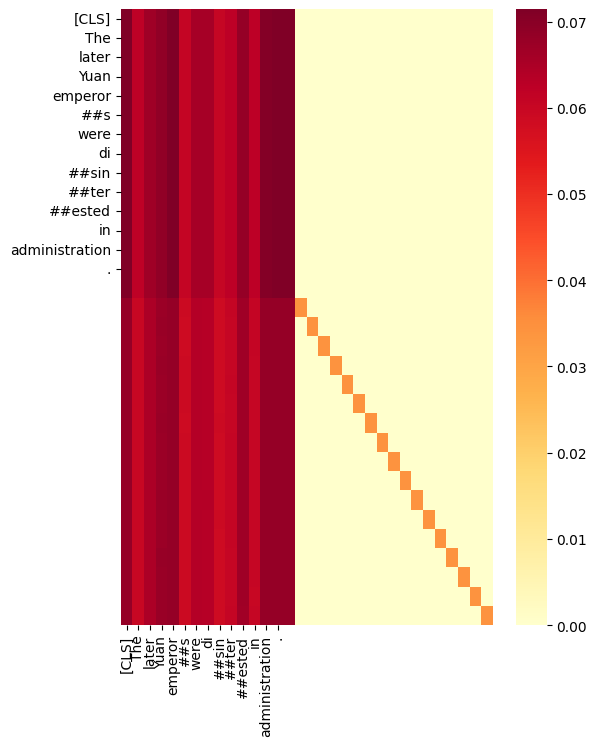 [CLS]
The
later
Yuan
emperor
##s
were
di
##sin
##ter
##ested
in
administration
.
0.07
0.06
0.05
0.04
0.03
0.02
0.01
0.00
[CLS]
The
later
Yuan
emperor
##s
were
di
##sin
##ter
##ested
in
administration
.